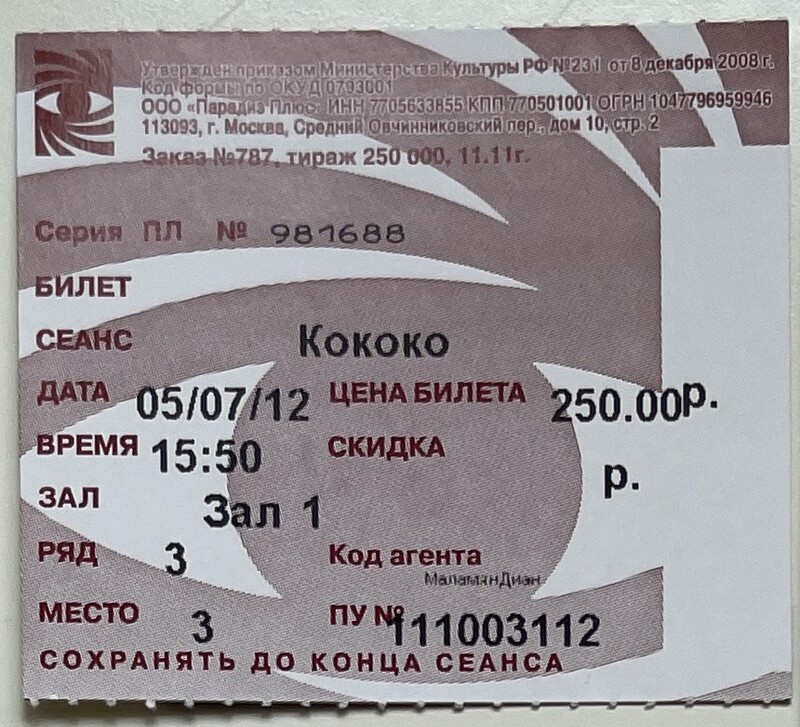 Утвержден приказом Министерства Культуры РФ №231 от 8 декабря 2008 г.
Код формы по ОКУД 0793001
ООО «Парадиз Плюс» ИНН 7705633855 КПП 770501001 ОГРН 1047796959946
113093, г. Москва, Средний Овчинниковский пер., дом 10, стр. 2
Заказ №787, тираж 250 000, 11.11г.
Серия ПЛ № 981688
БИЛЕТ
СЕАНС Кококо
ДАТА 05/07/12 ЦЕНА БИЛЕТА 250.00р.
ВРЕМЯ 15:50 СКИДКА
р.
ЗАЛ Зал 1
РЯД 3 Код агента
МаламянДиан
МЕСТО 3 ПУ № 111003112
СОХРАНЯТЬ ДО КОНЦА СЕАНСА